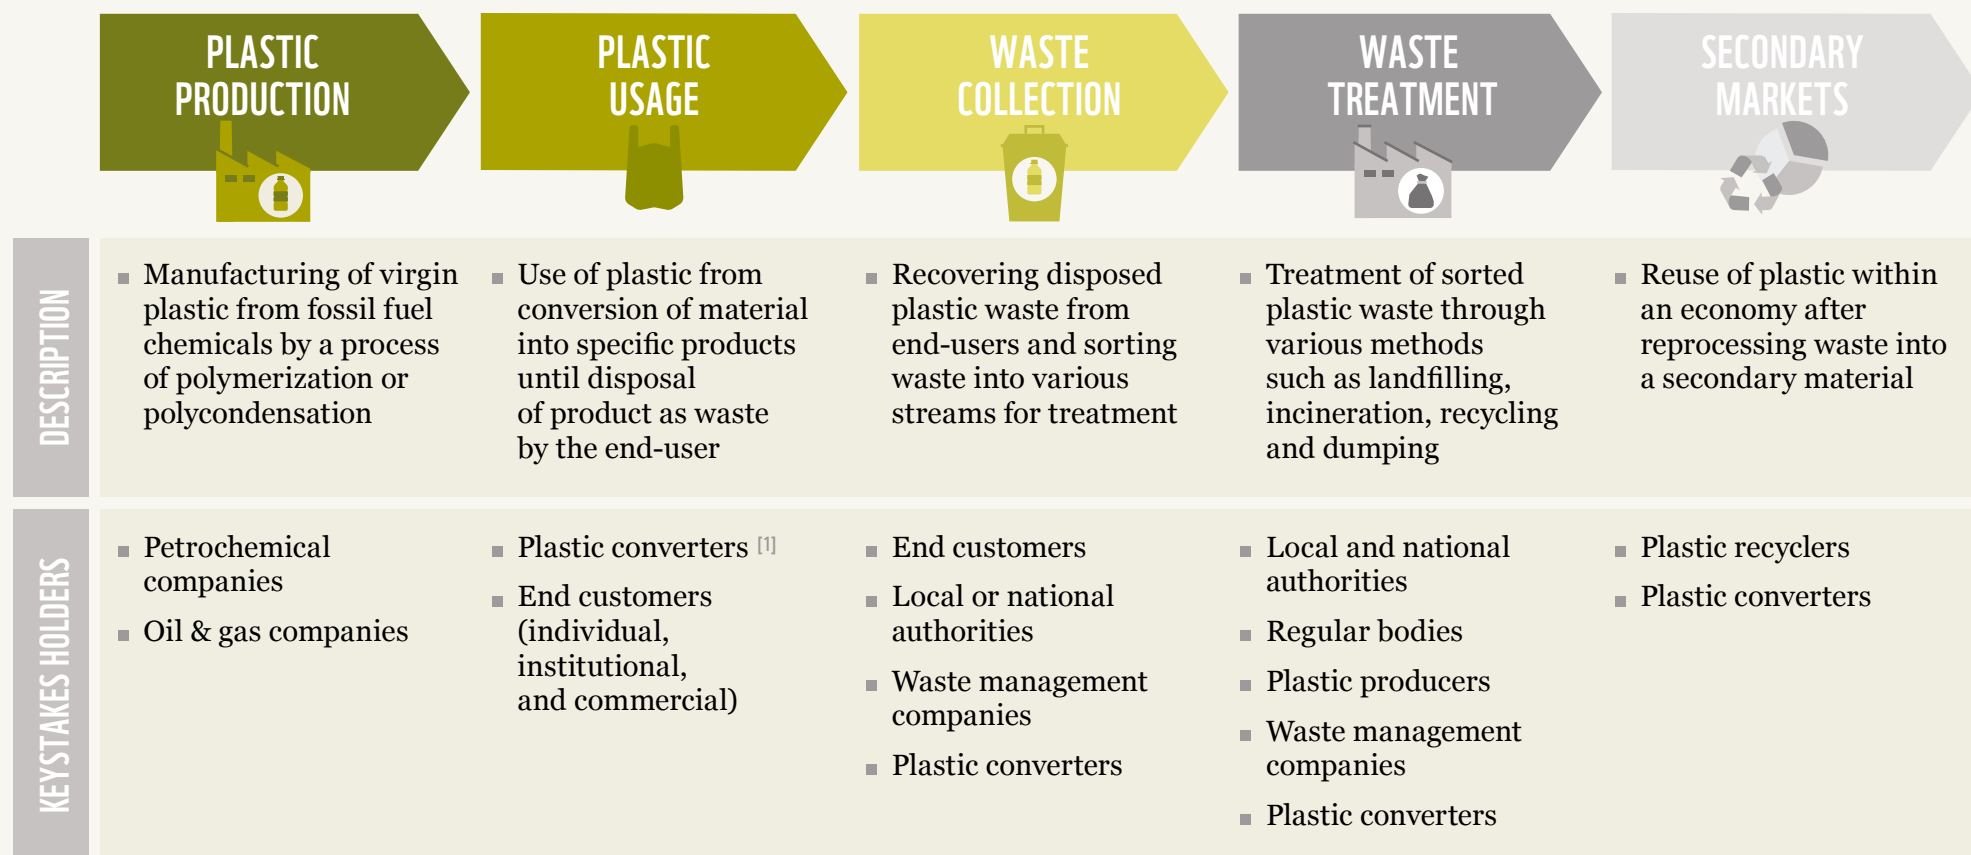 PLASTIC
PRODUCTION
PLASTIC
USAGE
WASTE
COLLECTION
WASTE
TREATMENT
SECONDARY
MARKETS
DESCRIPTION
Manufacturing of virgin
plastic from fossil fuel
chemicals by a process
of polymerization or
polycondensation
Use of plastic from
conversion of material
into specific products
until disposal
of product as waste
by the end-user
Recovering disposed
plastic waste from
end-users and sorting
waste into various
streams for treatment
Treatment of sorted
plastic waste through
various methods
such as landfilling,
incineration, recycling
and dumping
Reuse of plastic within
an economy after
reprocessing waste into
a secondary material
KEYSTAKES HOLDERS
Petrochemical
companies
Oil & gas companies
Plastic converters [1]
End customers
(individual,
institutional,
and commercial)
End customers
Local or national
authorities
Waste management
companies
Plastic converters
Local and national
authorities
Regular bodies
Plastic producers
Waste management
companies
Plastic converters
Plastic recyclers
Plastic converters